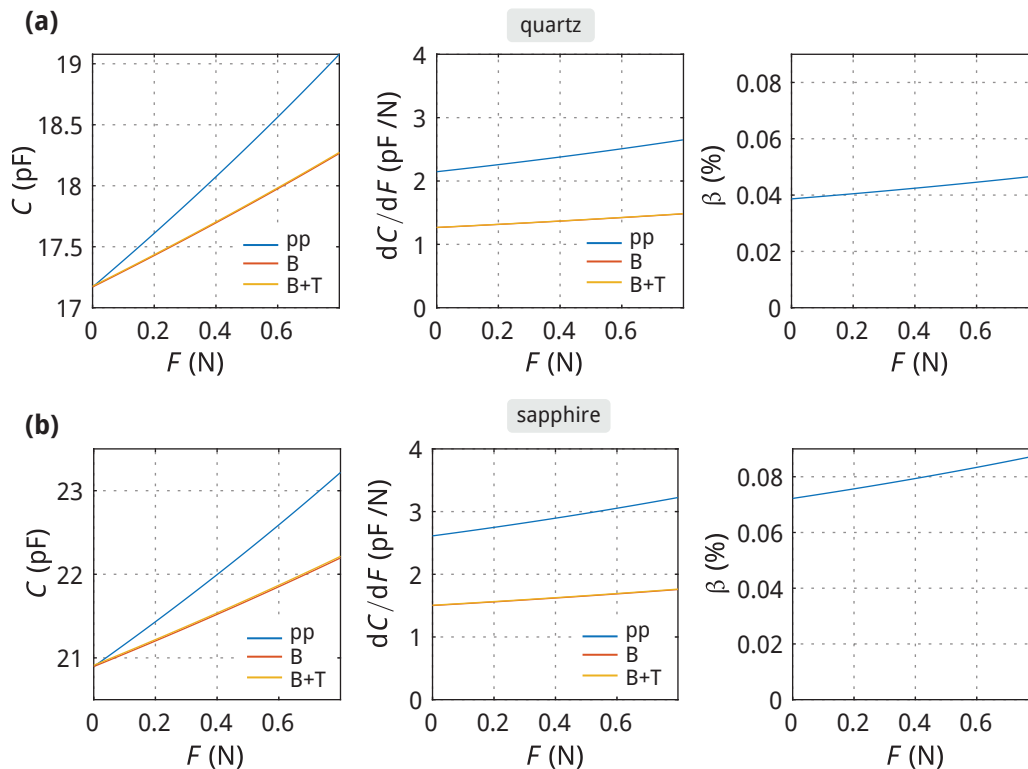 (a)
quartz
C (pF)
19
18.5
18
17.5
17
0
0.2
0.4
0.6
F (N)
pp
B
B+T
dC/dF (pF /N)
4
3
2
1
0
0
0.2
0.4
0.6
F (N)
pp
B
B+T
β (%)
0.08
0.06
0.04
0.02
0
0
0.2
0.4
0.6
F (N)
(b)
sapphire
C (pF)
23
22
21
0
0.2
0.4
0.6
F (N)
pp
B
B+T
dC/dF (pF /N)
4
3
2
1
0
0
0.2
0.4
0.6
F (N)
pp
B
B+T
β (%)
0.08
0.06
0.04
0.02
0
0
0.2
0.4
0.6
F (N)